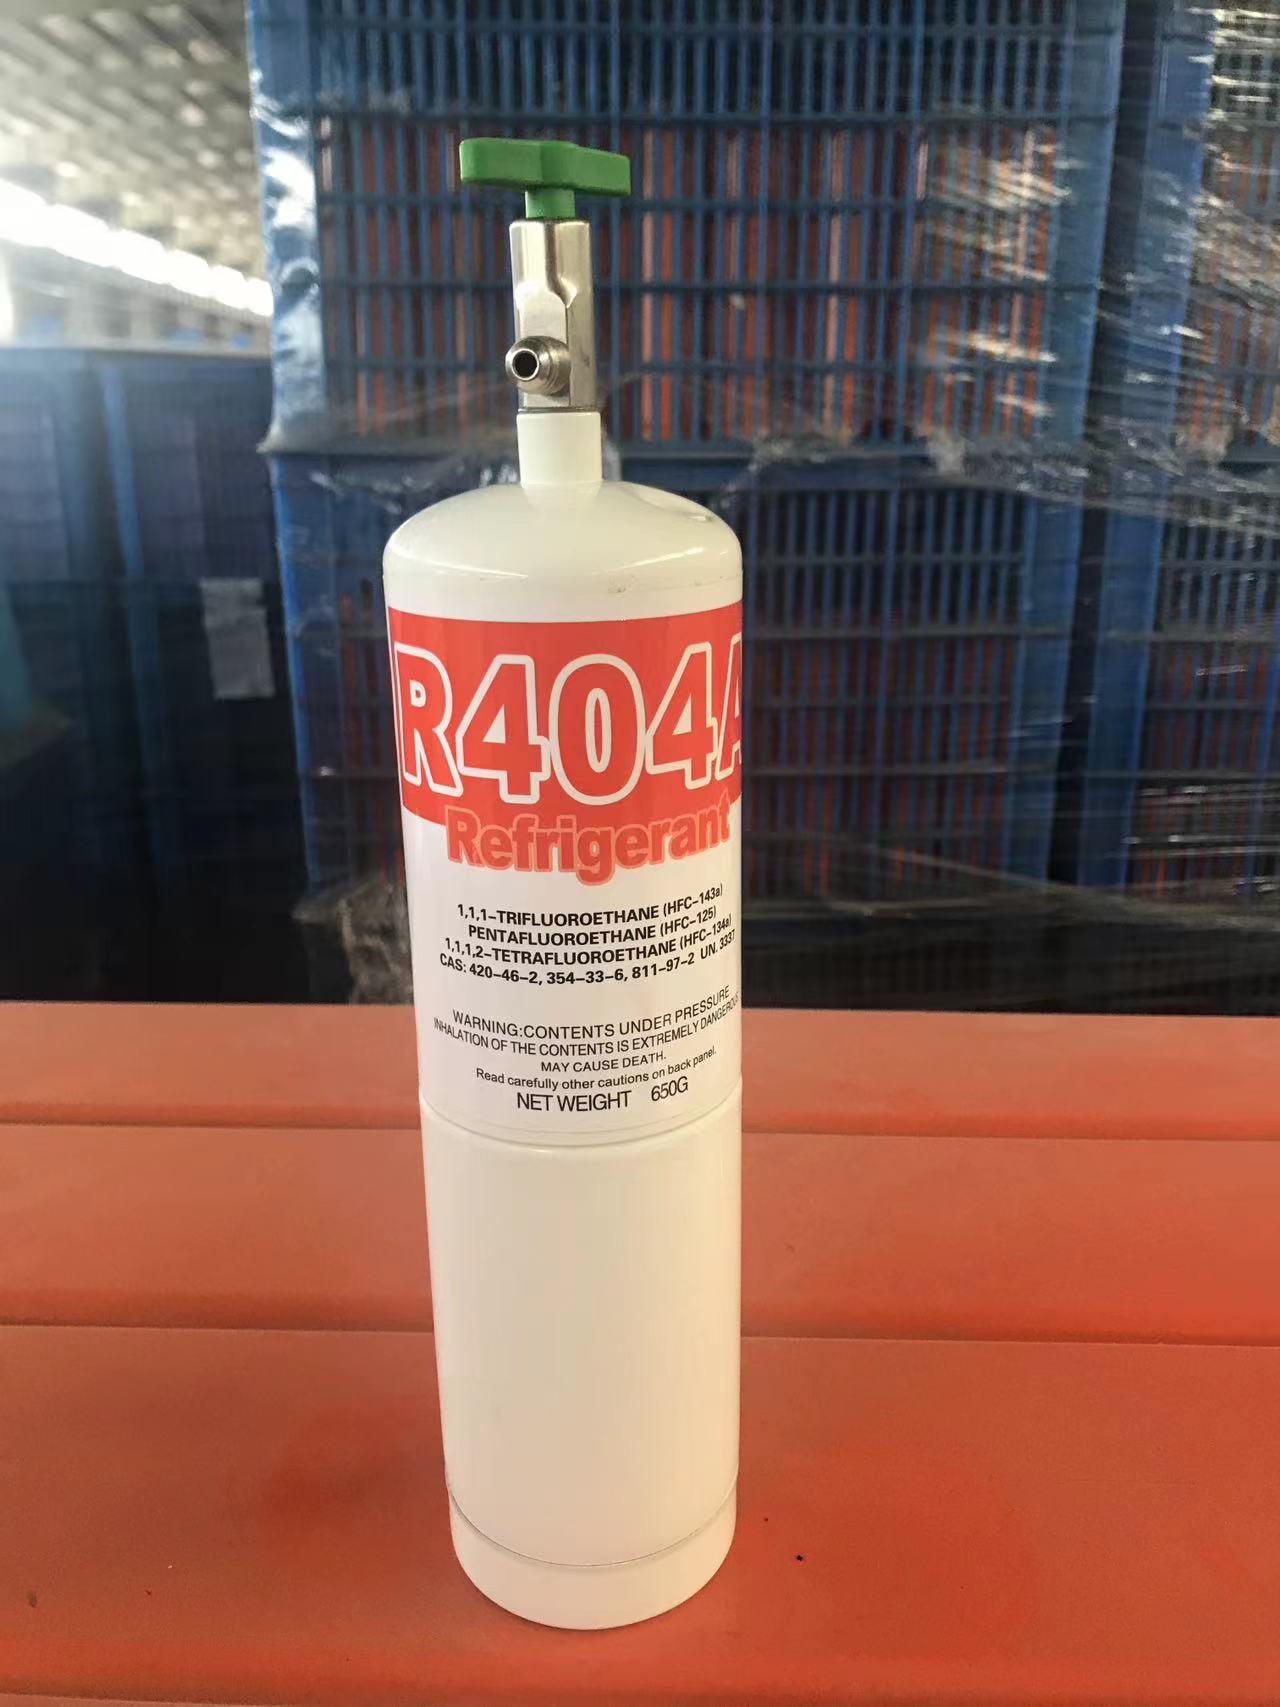 R404A
Refrigerant
1,1,1-TRIFLUOROETHANE (HFC-143a)
PENTAFLUOROETHANE (HFC-125)
1,1,1,2-TETRAFLUOROETHANE (HFC-134a)
CAS: 420-46-2, 354-33-6, 811-97-2 UN. 3337
WARNING:CONTENTS UNDER PRESSURE
INHALATION OF THE CONTENTS IS EXTREMELY DANGEROUS
MAY CAUSE DEATH.
Read carefully other cautions on back panel.
NET WEIGHT 650G